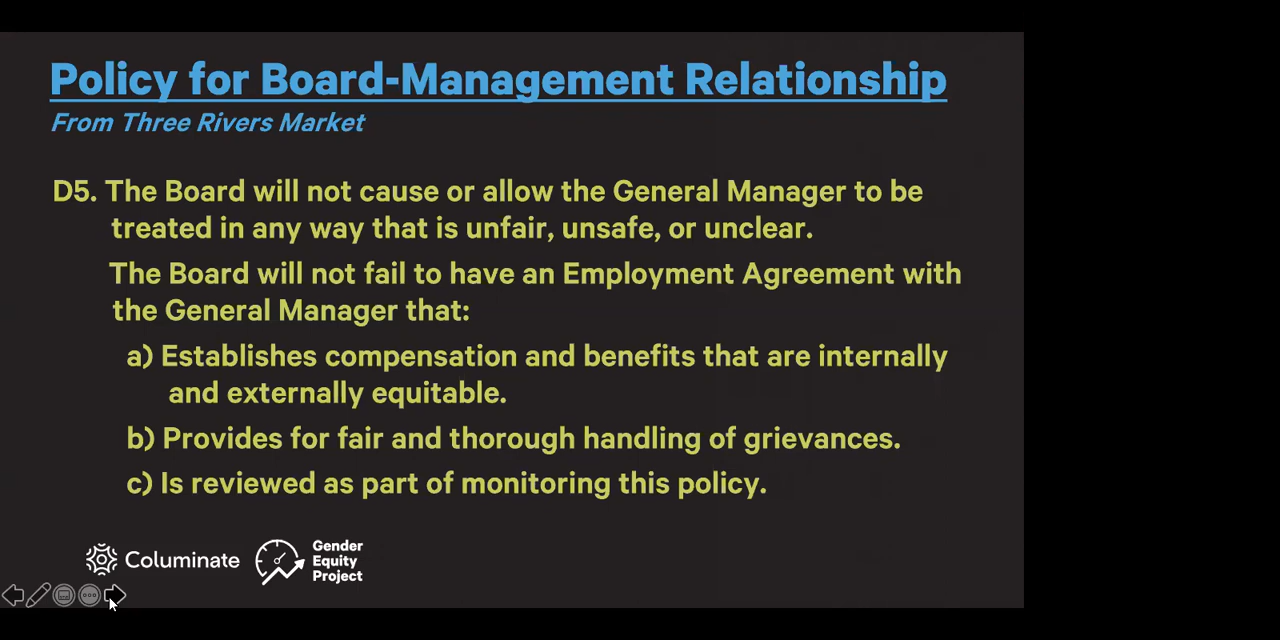 Policy for Board-Management Relationship
From Three Rivers Market
D5. The Board will not cause or allow the General Manager to be
treated in any way that is unfair, unsafe, or unclear.
The Board will not fail to have an Employment Agreement with
the General Manager that:
a) Establishes compensation and benefits that are internally
and externally equitable.
b) Provides for fair and thorough handling of grievances.
c) Is reviewed as part of monitoring this policy.
Columinate
Gender
Equity
Project